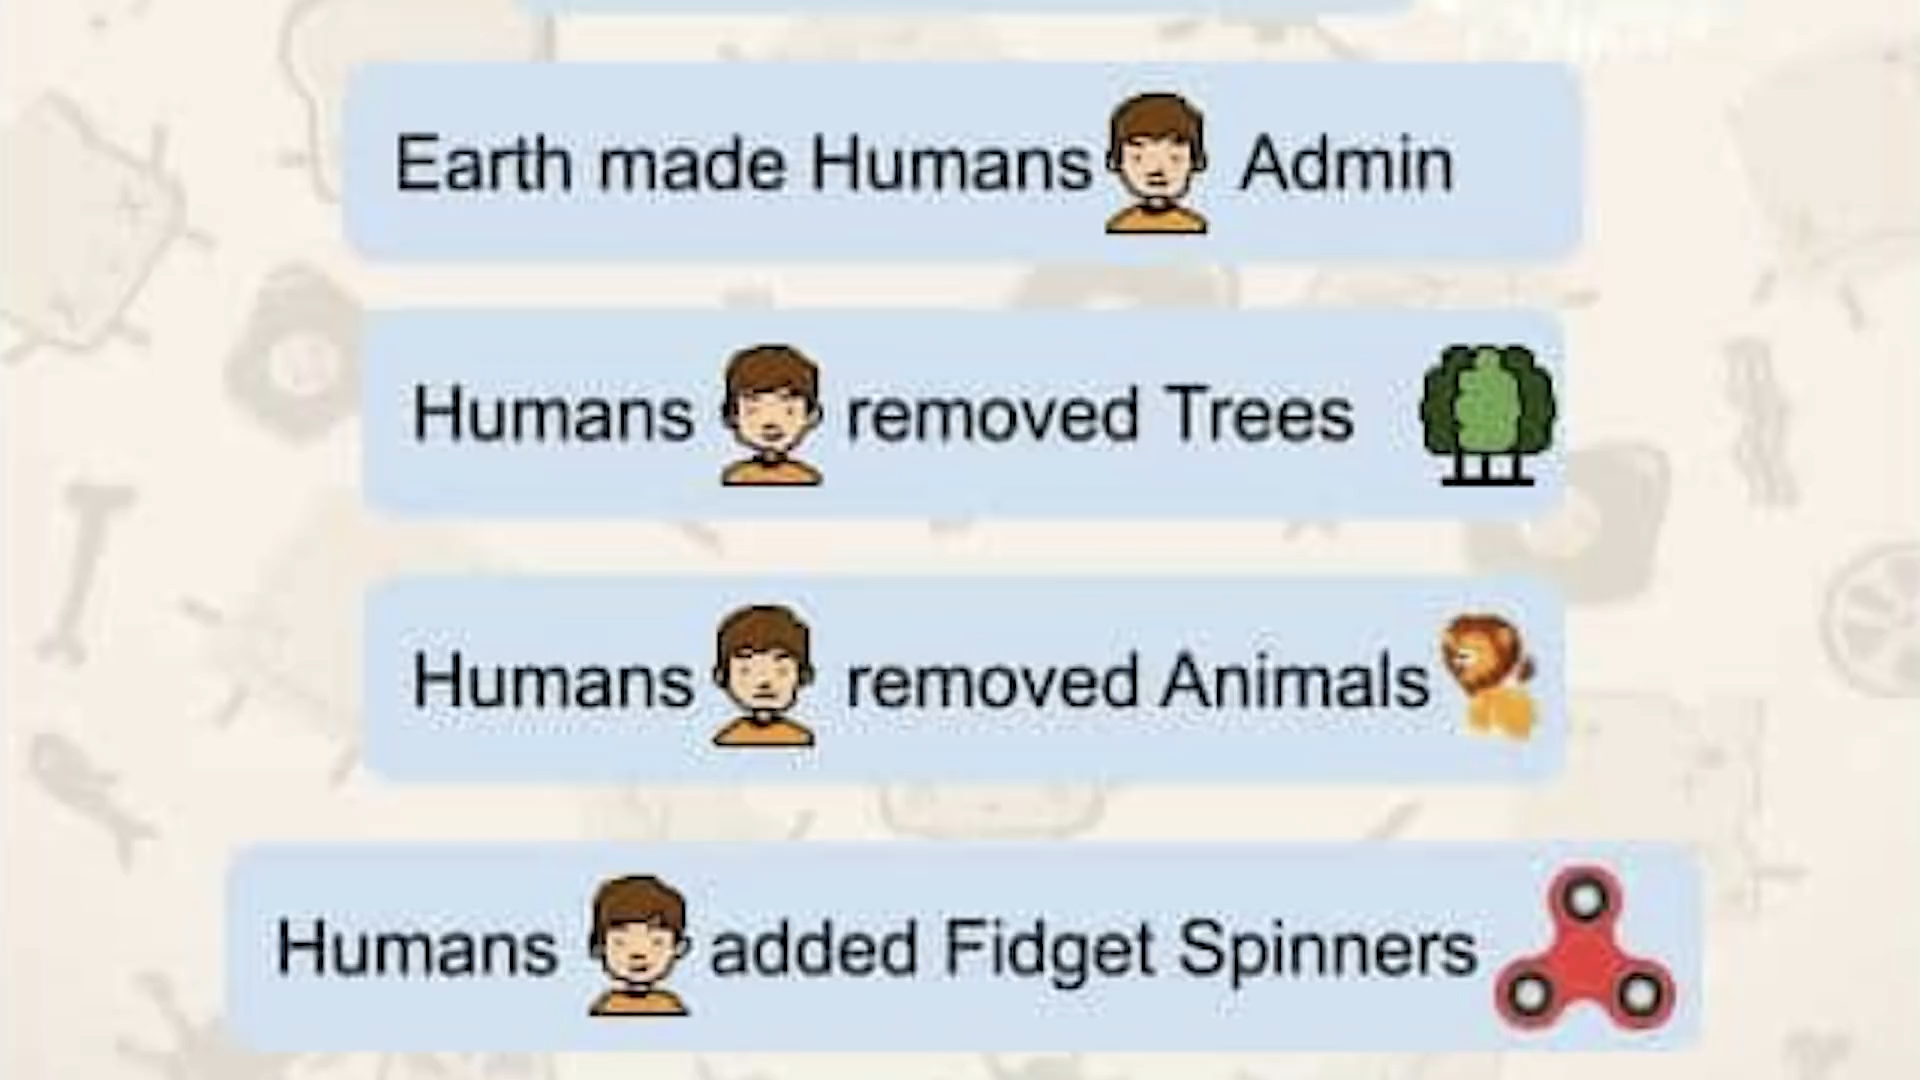 Earth made Humans Admin
Humans removed Trees
Humans removed Animals
Humans added Fidget Spinners